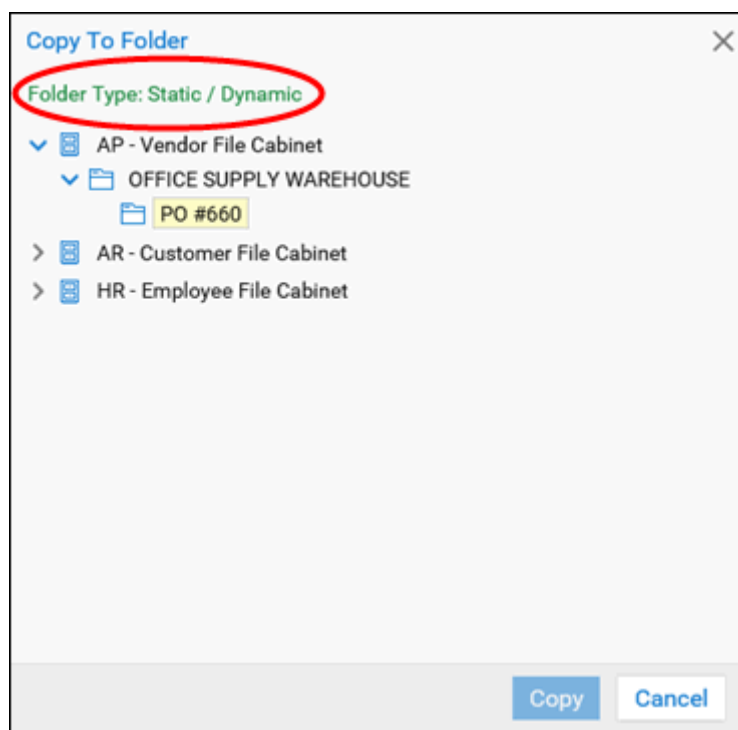 Copy To Folder
Folder Type: Static / Dynamic
AP - Vendor File Cabinet
OFFICE SUPPLY WAREHOUSE
PO #660
AR - Customer File Cabinet
HR - Employee File Cabinet
Copy Cancel